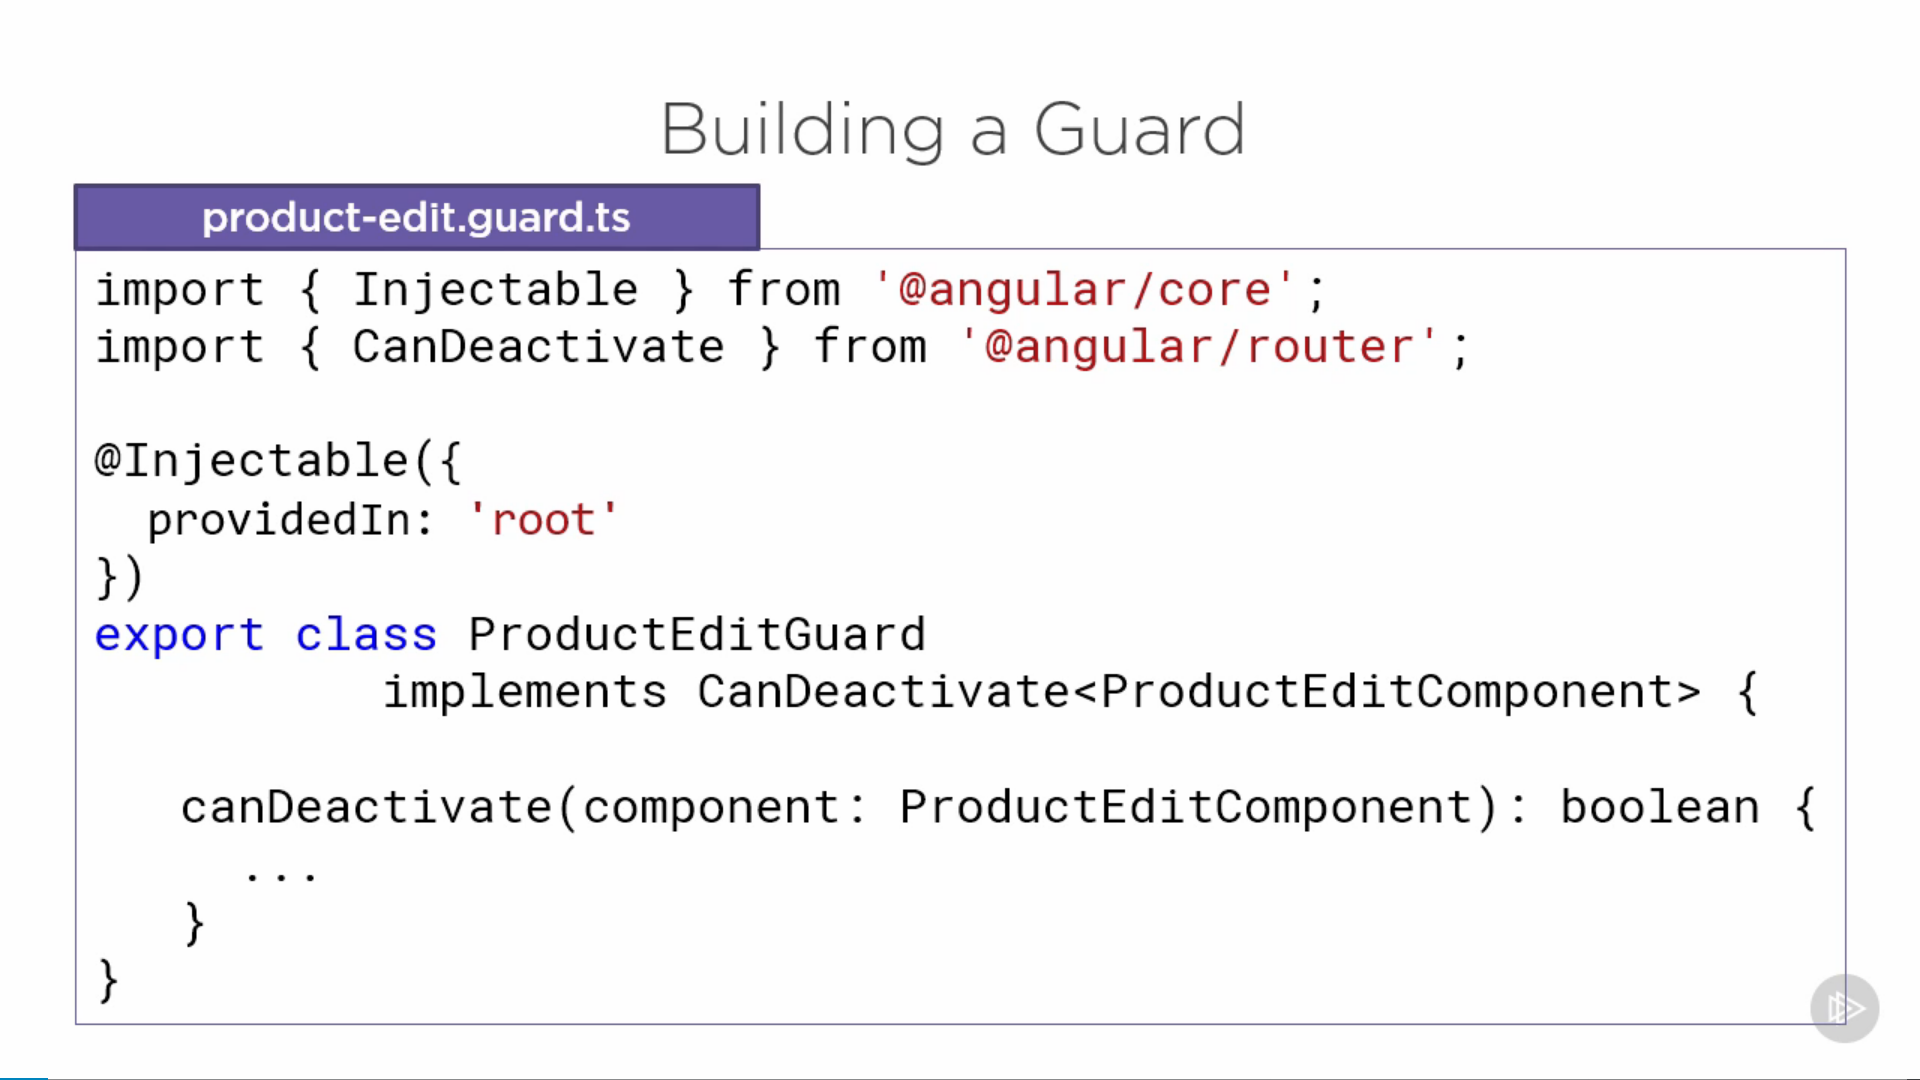 Building a Guard
product-edit.guard.ts
import { Injectable } from '@angular/core';
import { CanDeactivate } from '@angular/router';
@Injectable({
providedIn: 'root'
})
export class ProductEditGuard
implements CanDeactivate<ProductEditComponent> {
canDeactivate(component: ProductEditComponent): boolean {
...
}
}